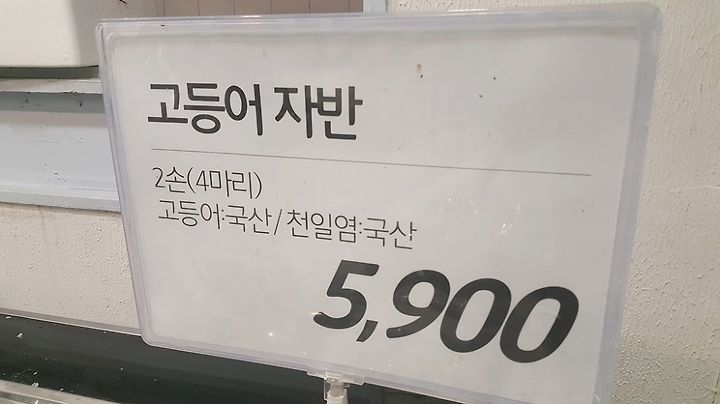 고등어 자반
2손(4마리)
고등어:국산/천일염:국산
5,900